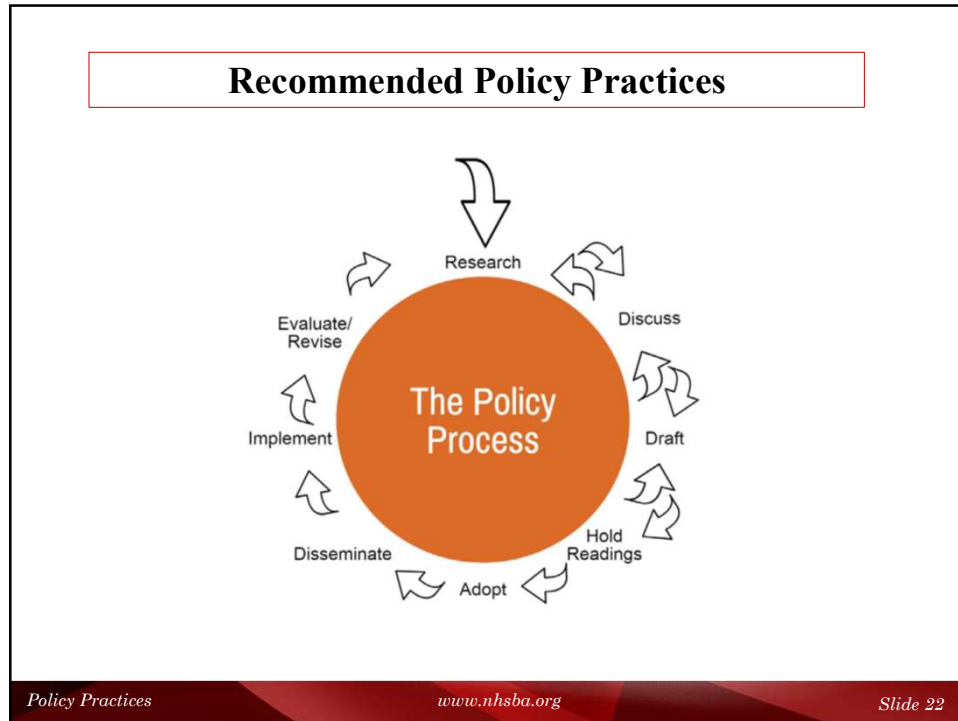 Recommended Policy Practices
Research
Discuss
Draft
Hold
Readings
Adopt
Disseminate
Implement
Evaluate/
Revise
The Policy
Process
Policy Practices
www.nhsba.org
Slide 22